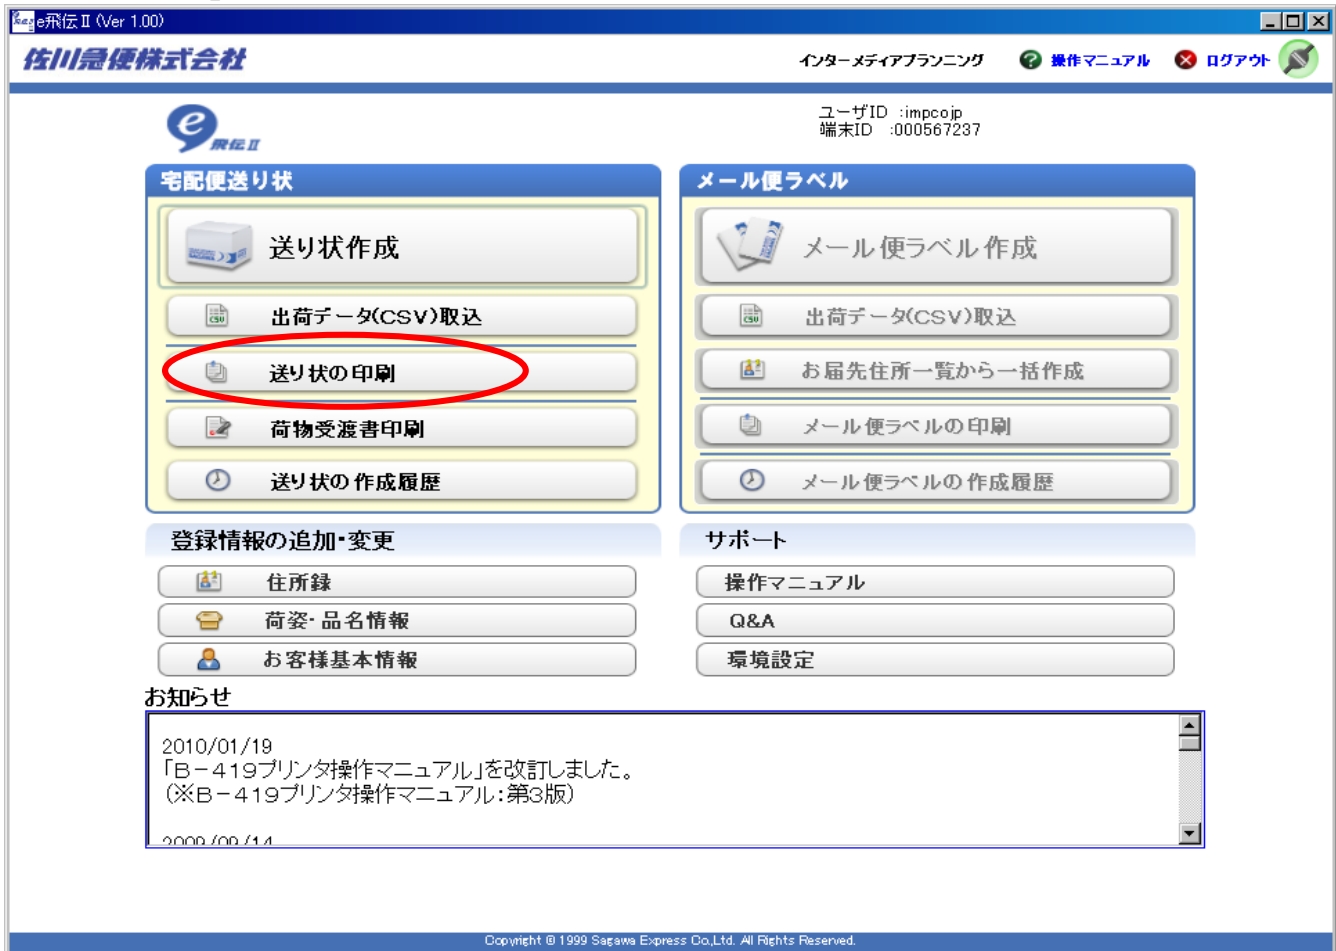 e飛伝Ⅱ (Ver 1.00)
佐川急便株式会社
インターメディアプランニング
操作マニュアル
ログアウト
e飛伝Ⅱ
ユーザID :impcojp
端末ID :000567237
宅配便送り状
送り状作成
出荷データ(CSV)取込
送り状の印刷
荷物受渡書印刷
送り状の作成履歴
メール便ラベル
メール便ラベル作成
出荷データ(CSV)取込
お届先住所一覧から一括作成
メール便ラベルの印刷
メール便ラベルの作成履歴
登録情報の追加・変更
住所録
荷姿・品名情報
お客様基本情報
サポート
操作マニュアル
Q&A
環境設定
お知らせ
2010/01/19
「B-419プリンタ操作マニュアル」を改訂しました。
(※B-419プリンタ操作マニュアル:第3版)
2009/09/14
Copyright © 1999 Sagawa Express Co.,Ltd. All Rights Reserved.